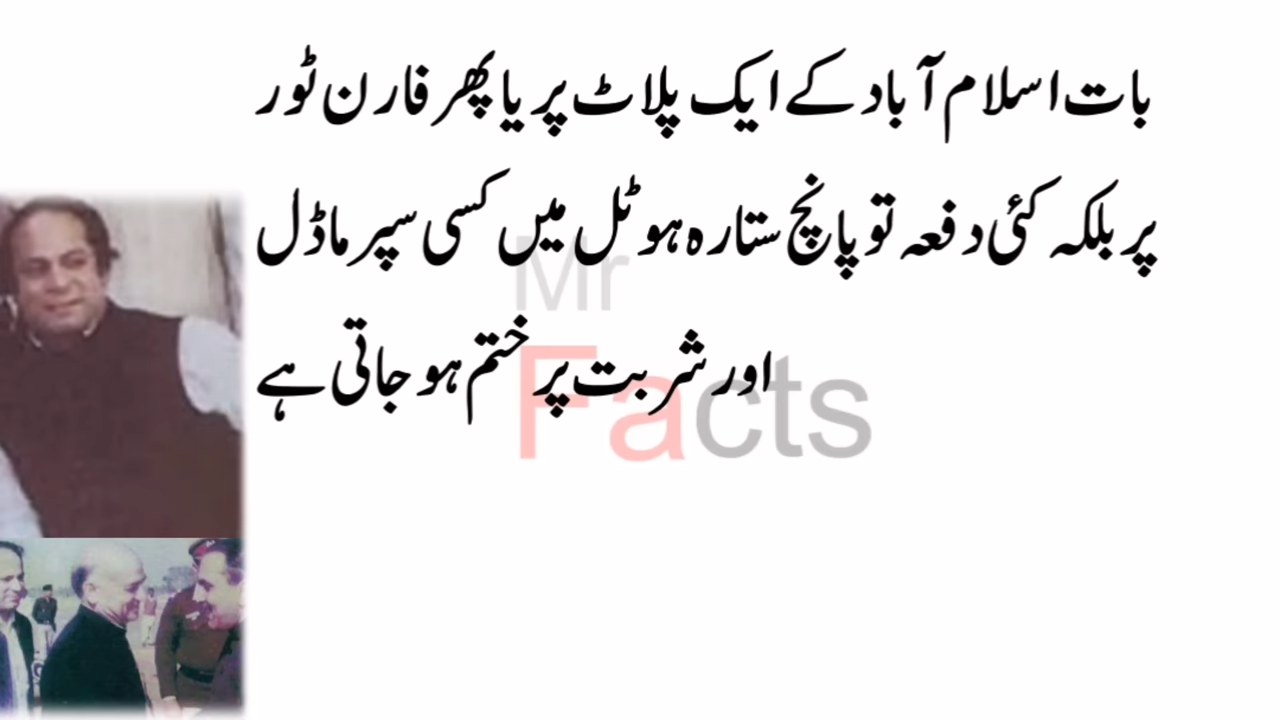 بات اسلام آباد کے ایک پلاٹ پر یا پھر فارن ٹور
پر بلکہ کئی دفعہ تو پانچ ستارہ ہوٹل میں کسی سپر ماڈل
اور شربت پر ختم ہو جاتی ہے
Mr
Facts